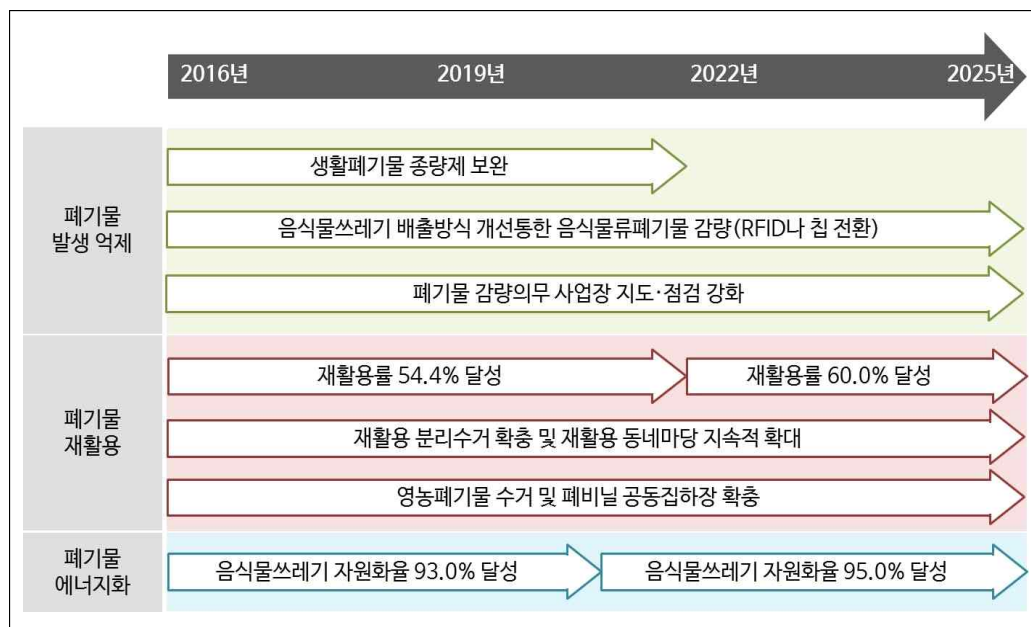 2016년 2019년 2022년 2025년
폐기물
발생 억제
생활폐기물 종량제 보완
음식물쓰레기 배출방식 개선통한 음식물류폐기물 감량(RFID나 칩 전환)
폐기물 감량의무 사업장 지도·점검 강화
폐기물
재활용
재활용률 54.4% 달성 재활용률 60.0% 달성
재활용 분리수거 확충 및 재활용 동네마당 지속적 확대
영농폐기물 수거 및 폐비닐 공동집하장 확충
폐기물
에너지화
음식물쓰레기 자원화율 93.0% 달성 음식물쓰레기 자원화율 95.0% 달성